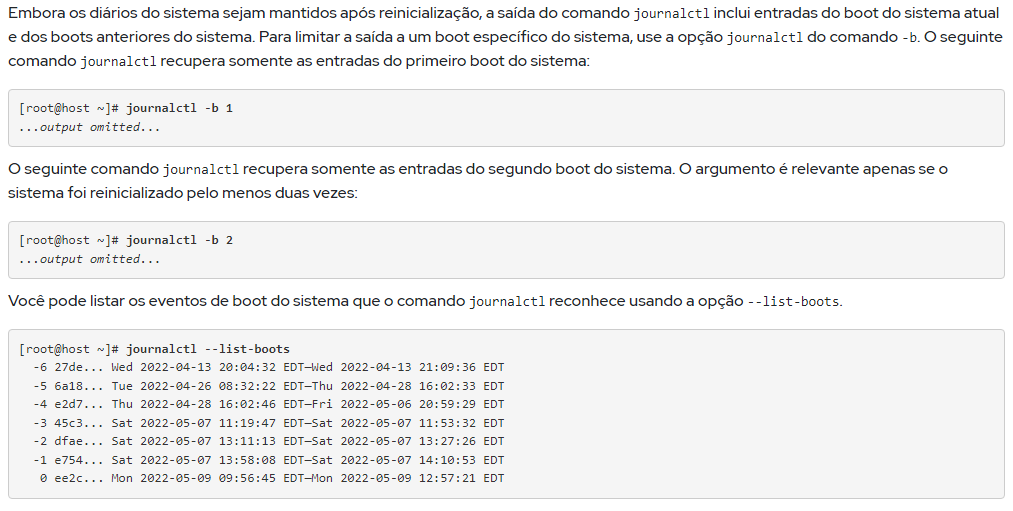 Embora os diários do sistema sejam mantidos após reinicialização, a saída do comando journalctl inclui entradas do boot do sistema atual
e dos boots anteriores do sistema. Para limitar a saída a um boot específico do sistema, use a opção journalctl do comando -b. O seguinte
comando journalctl recupera somente as entradas do primeiro boot do sistema:
[root@host ~]# journalctl -b 1
...output omitted...
O seguinte comando journalctl recupera somente as entradas do segundo boot do sistema. O argumento é relevante apenas se o
sistema foi reinicializado pelo menos duas vezes:
[root@host ~]# journalctl -b 2
...output omitted...
Você pode listar os eventos de boot do sistema que o comando journalctl reconhece usando a opção --list-boots.
[root@host ~]# journalctl --list-boots
-6 27de... Wed 2022-04-13 20:04:32 EDT—Wed 2022-04-13 21:09:36 EDT
-5 6a18... Tue 2022-04-26 08:32:22 EDT—Thu 2022-04-28 16:02:33 EDT
-4 e2d7... Thu 2022-04-28 16:02:46 EDT—Fri 2022-05-06 20:59:29 EDT
-3 45c3... Sat 2022-05-07 11:19:47 EDT—Sat 2022-05-07 11:53:32 EDT
-2 dfae... Sat 2022-05-07 13:11:13 EDT—Sat 2022-05-07 13:27:26 EDT
-1 e754... Sat 2022-05-07 13:58:08 EDT—Sat 2022-05-07 14:10:53 EDT
0 ee2c... Mon 2022-05-09 09:56:45 EDT—Mon 2022-05-09 12:57:21 EDT